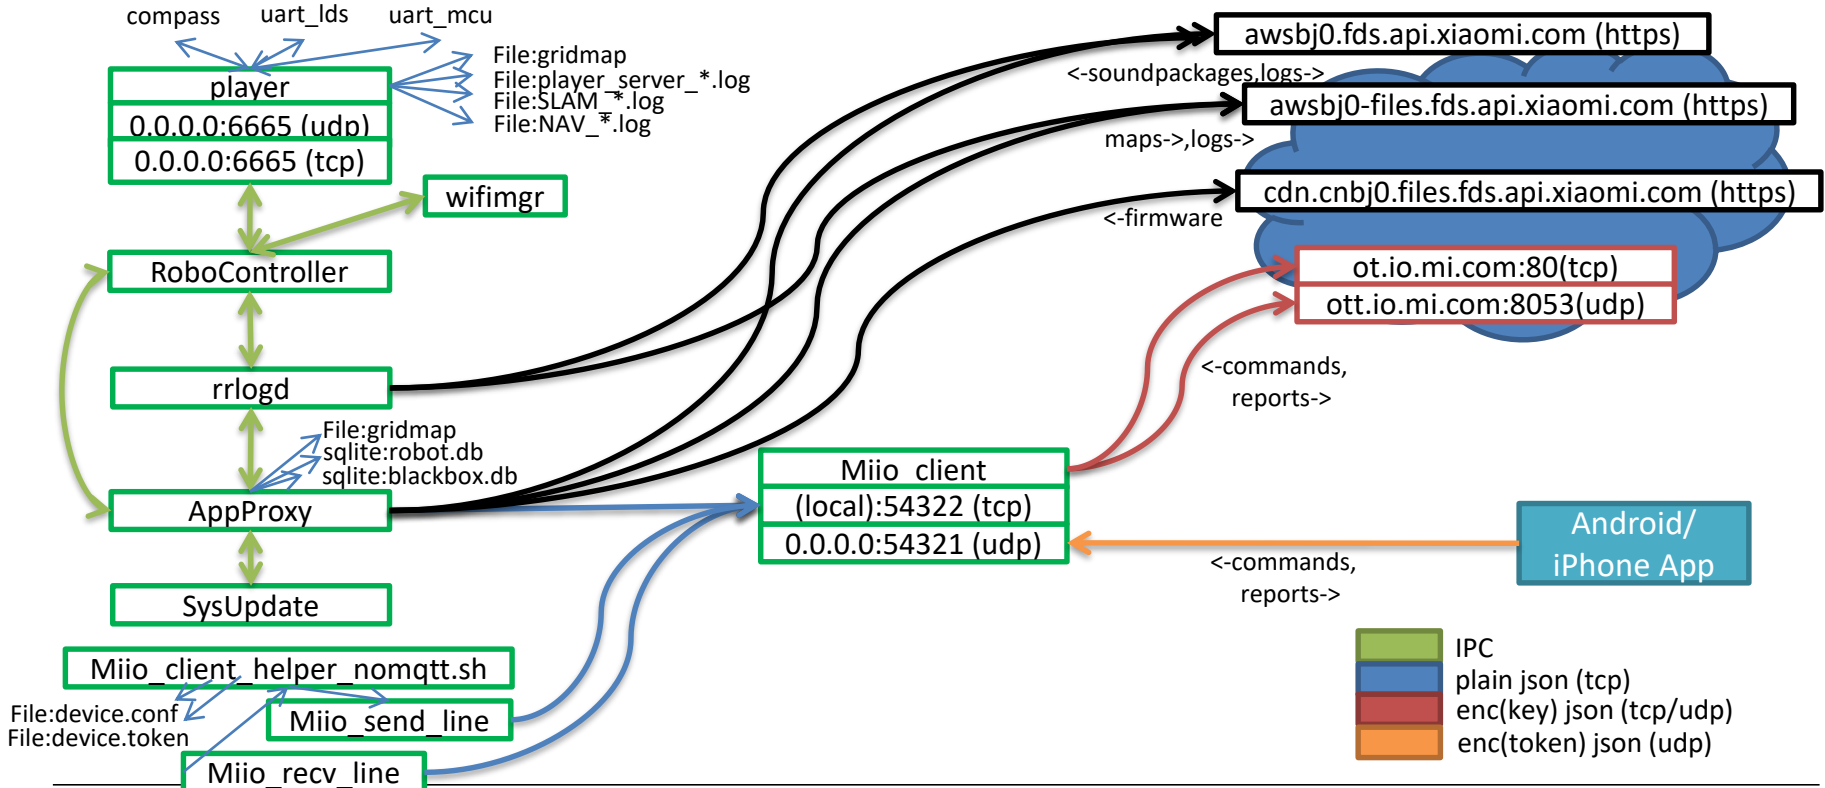 compass
uart_lds
uart_mcu
player
0.0.0.0:6665 (udp)
0.0.0.0:6665 (tcp)
File:gridmap
File:player_server_*.log
File:SLAM_*.log
File:NAV_*.log
wifimgr
RoboController
rrlogd
File:gridmap
sqlite:robot.db
sqlite:blackbox.db
AppProxy
SysUpdate
Miio_client_helper_nomqtt.sh
File:device.conf
File:device.token
Miio_send_line
Miio_recv_line
awsbj0.fds.api.xiaomi.com (https)
<-soundpackages,logs->
awsbj0-files.fds.api.xiaomi.com (https)
maps->,logs->
cdn.cnbj0.files.fds.api.xiaomi.com (https)
<-firmware
ot.io.mi.com:80(tcp)
ott.io.mi.com:8053(udp)
<-commands,
reports->
Miio_client
(local):54322 (tcp)
0.0.0.0:54321 (udp)
<-commands,
reports->
Android/
iPhone App
IPC
plain json (tcp)
enc(key) json (tcp/udp)
enc(token) json (udp)